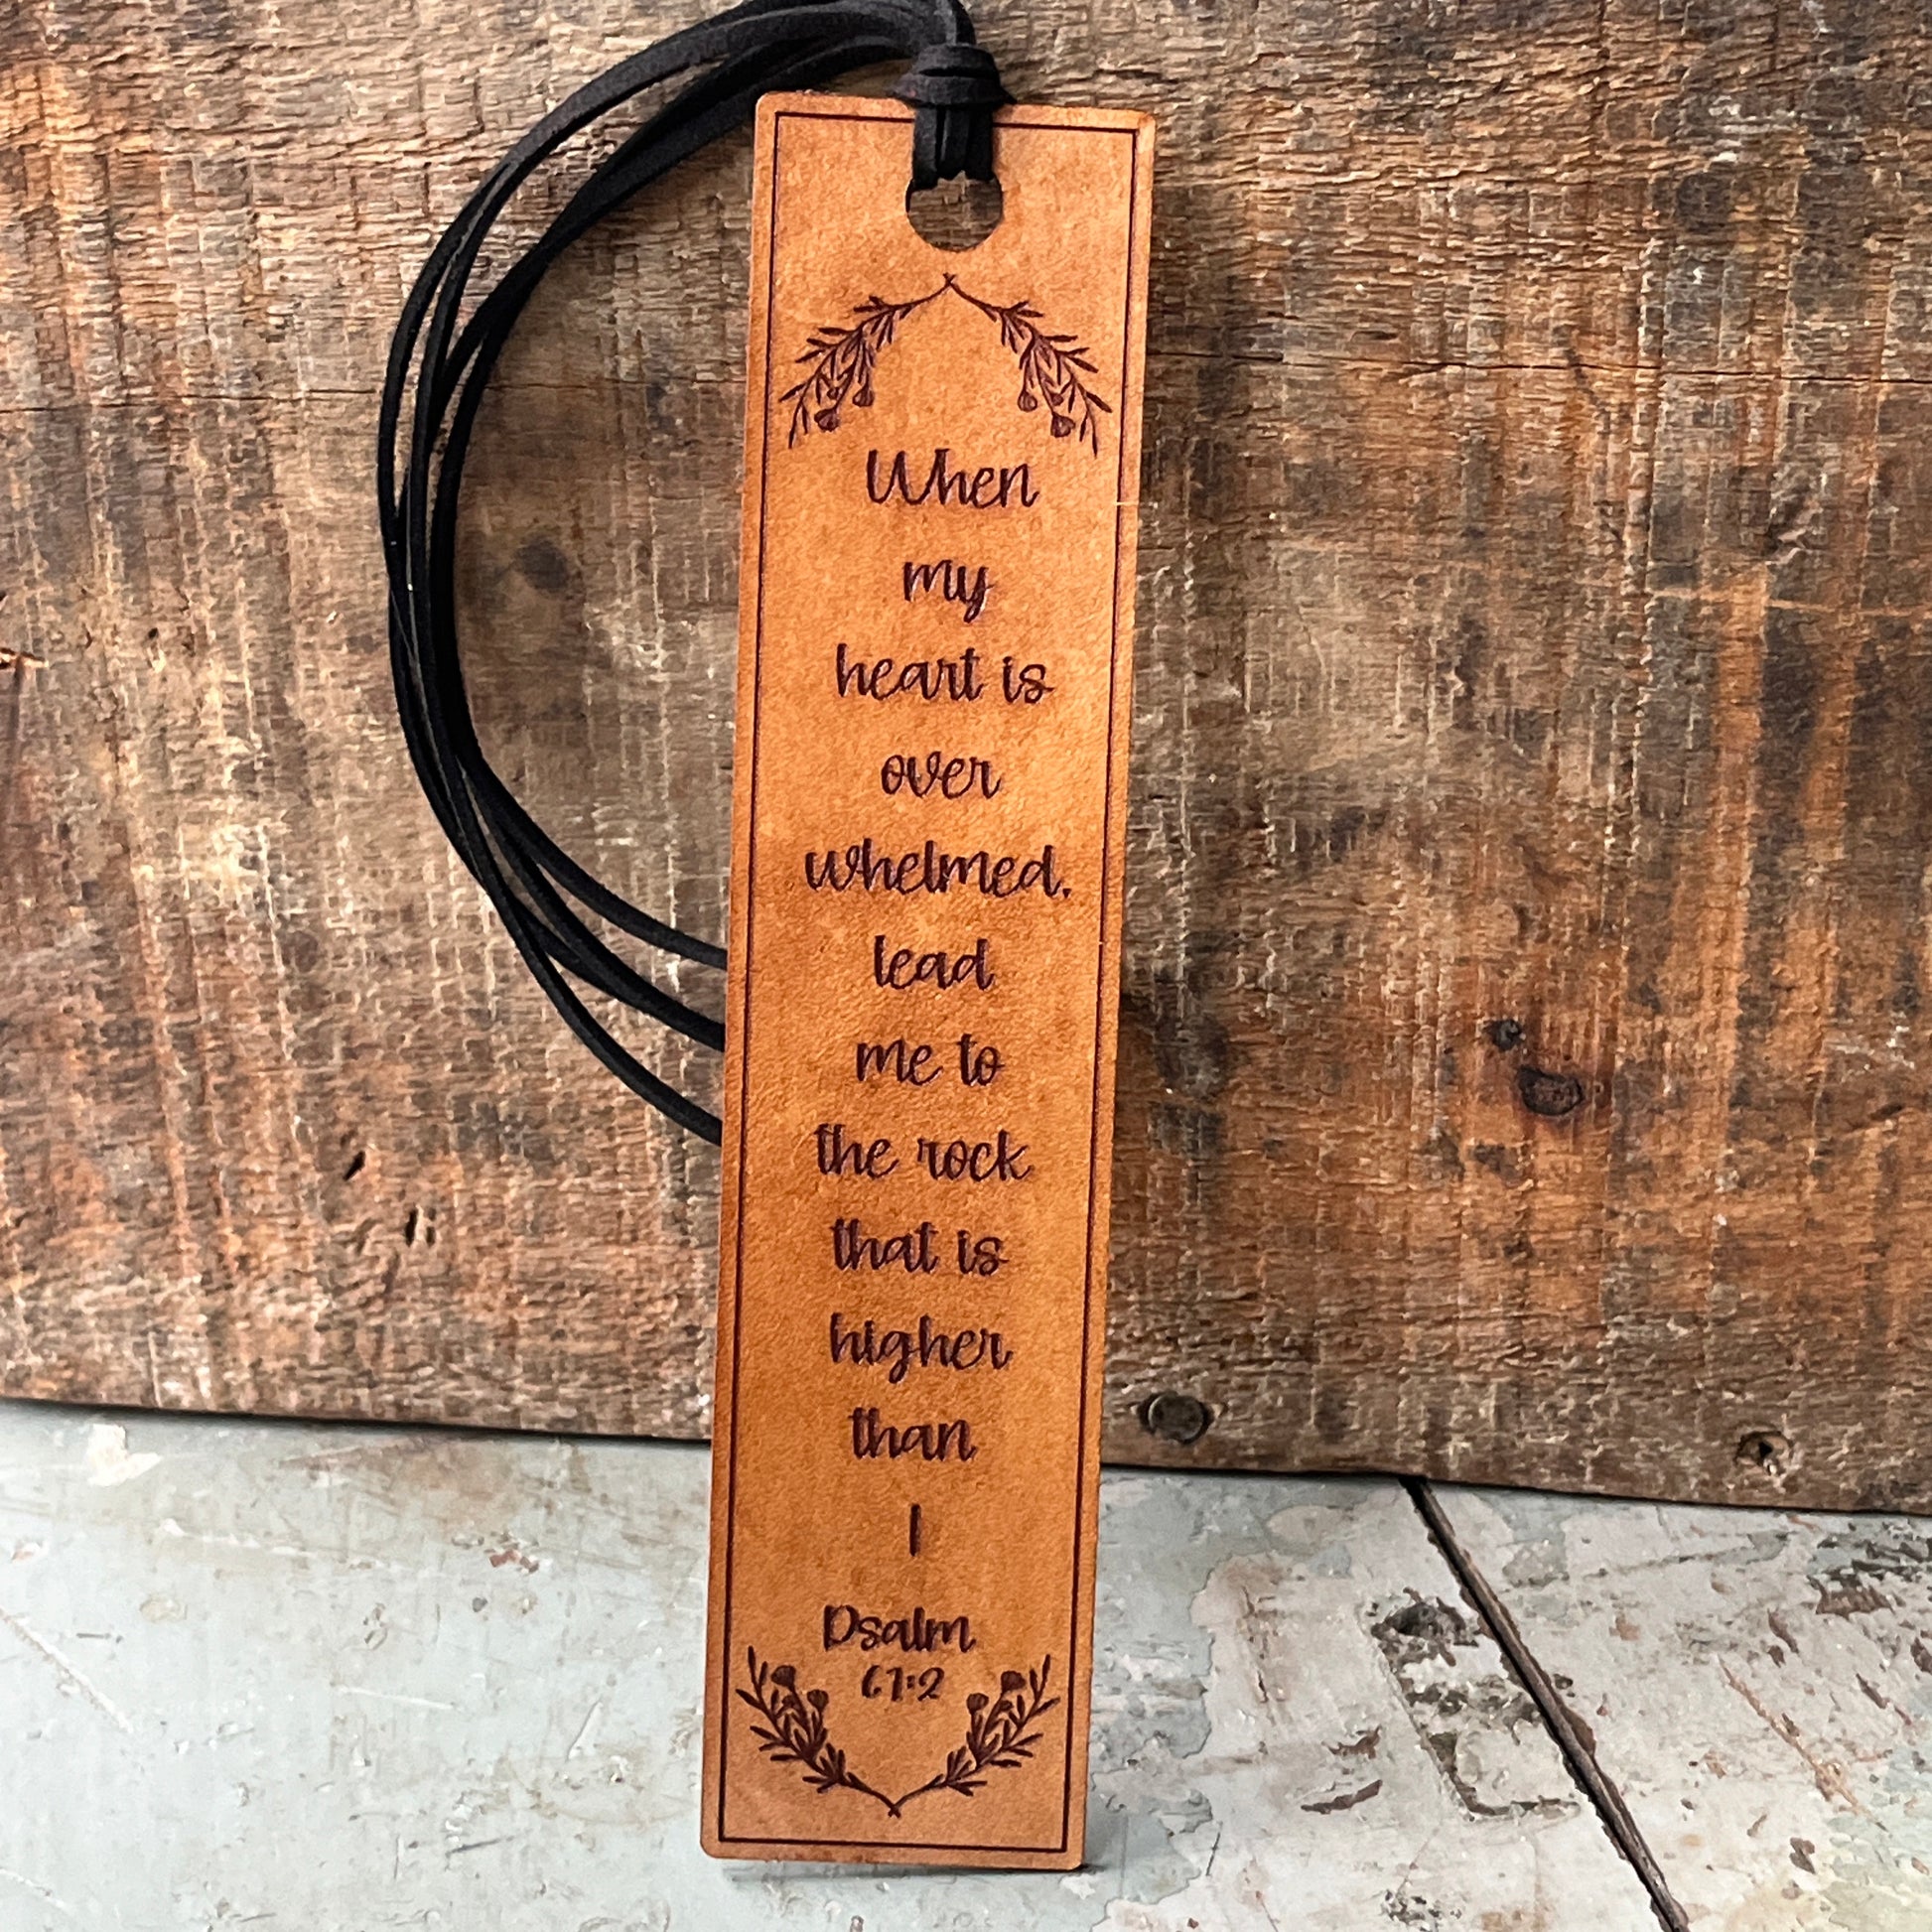 When
my
heart is
over
whelmed,
lead
me to
the rock
that is
higher
than
I
Psalm
61:2